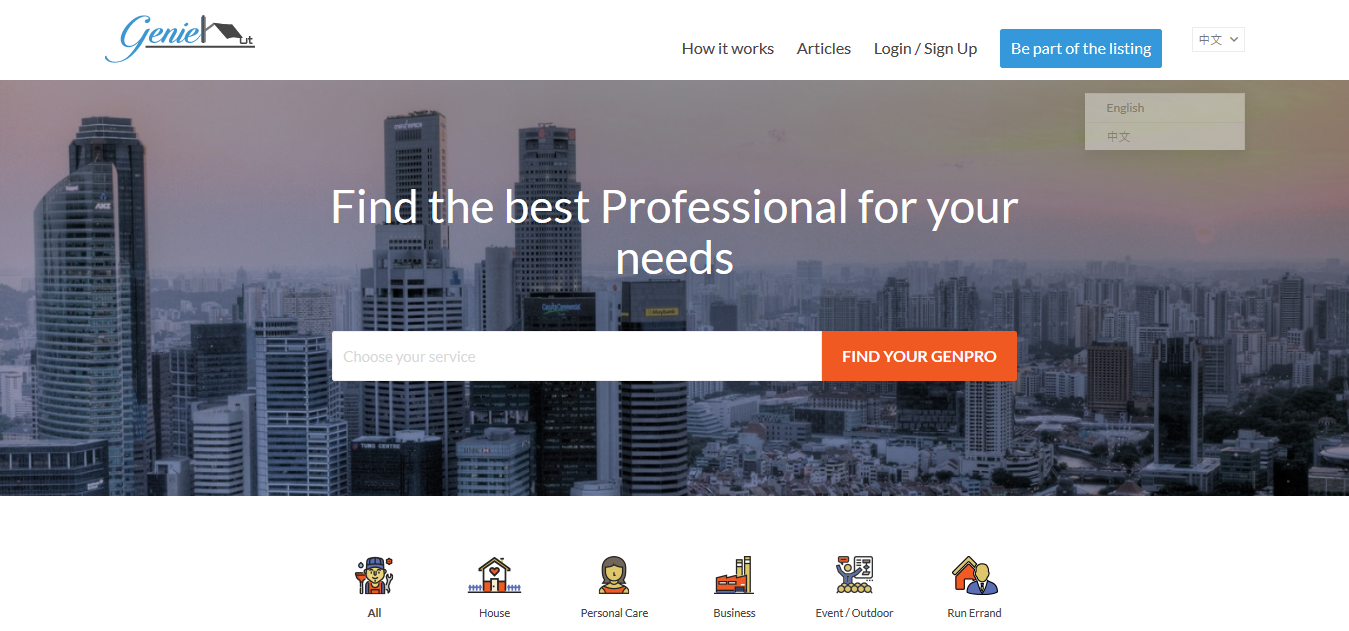 Genie
ut
How it works
Articles
Login / Sign Up
Be part of the listing
中文
English
中文
Find the best Professional for your
needs
Choose your service
FIND YOUR GENPRO
TUNG CENTRE
All
House
Personal Care
Business
Event / Outdoor
Run Errand